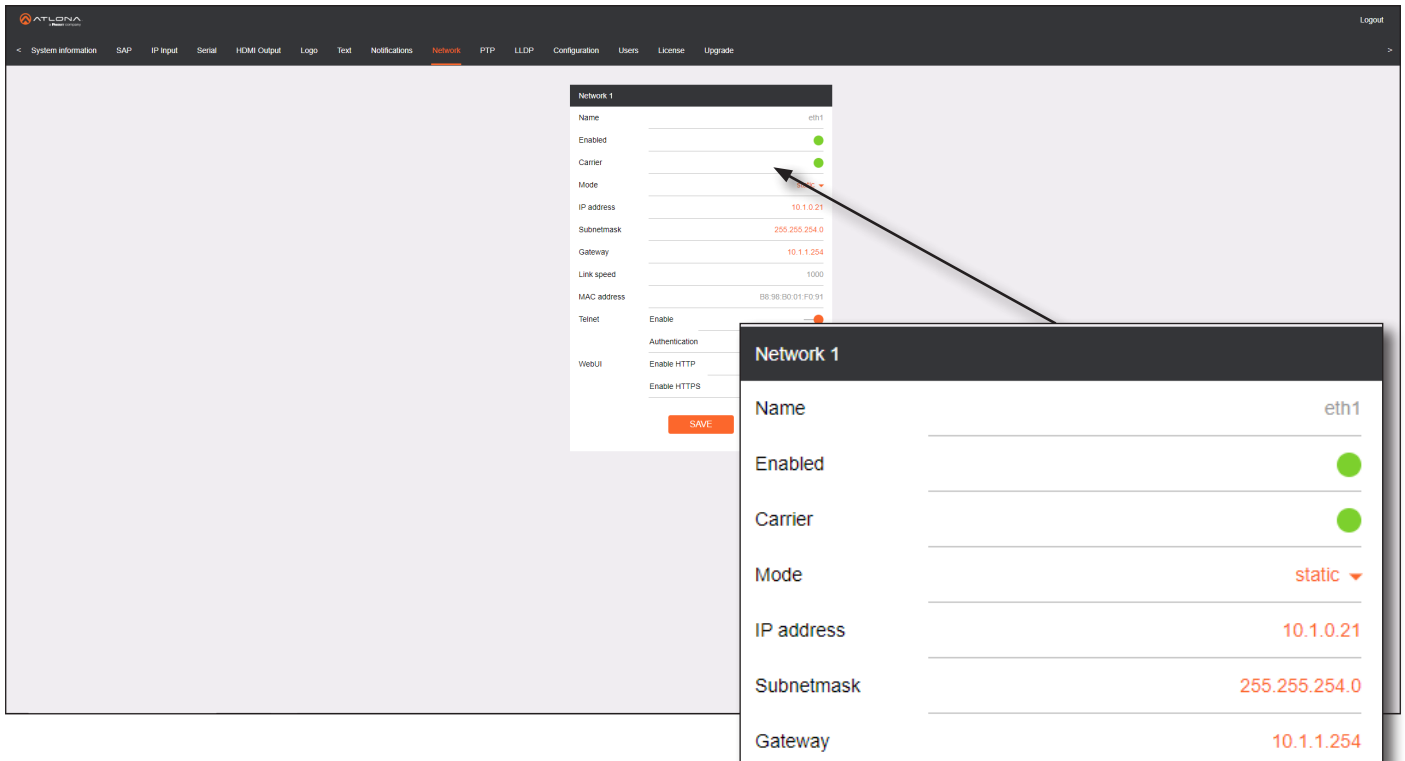 ATLONA
Logout
< System information SAP IP Input Serial HDMI Output Logo Text Notifications Network PTP LLDP Configuration Users License Upgrade >
Network 1
Name eth1
Enabled
Carrier
Mode static
IP address 10.1.0.21
Subnetmask 255.255.254.0
Gateway 10.1.1.254
Link speed 1000
MAC address B8:98:B0:01:F0:91
Telnet Enable
Authentication
WebUI Enable HTTP
Enable HTTPS
SAVE
Network 1
Name eth1
Enabled
Carrier
Mode static
IP address 10.1.0.21
Subnetmask 255.255.254.0
Gateway 10.1.1.254